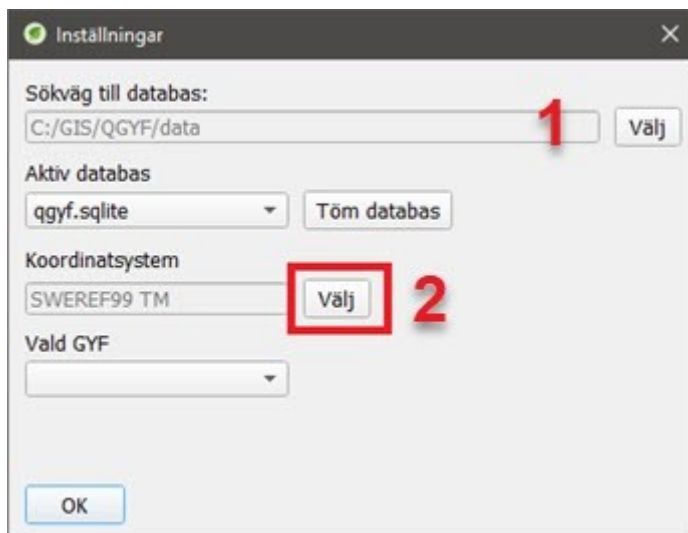 Inställningar
Sökväg till databas:
C:/GIS/QGYF/data 1 Välj
Aktiv databas
qgyf.sqlite Töm databas
Koordinatsystem
SWEREF99 TM Välj 2
Vald GYF
OK